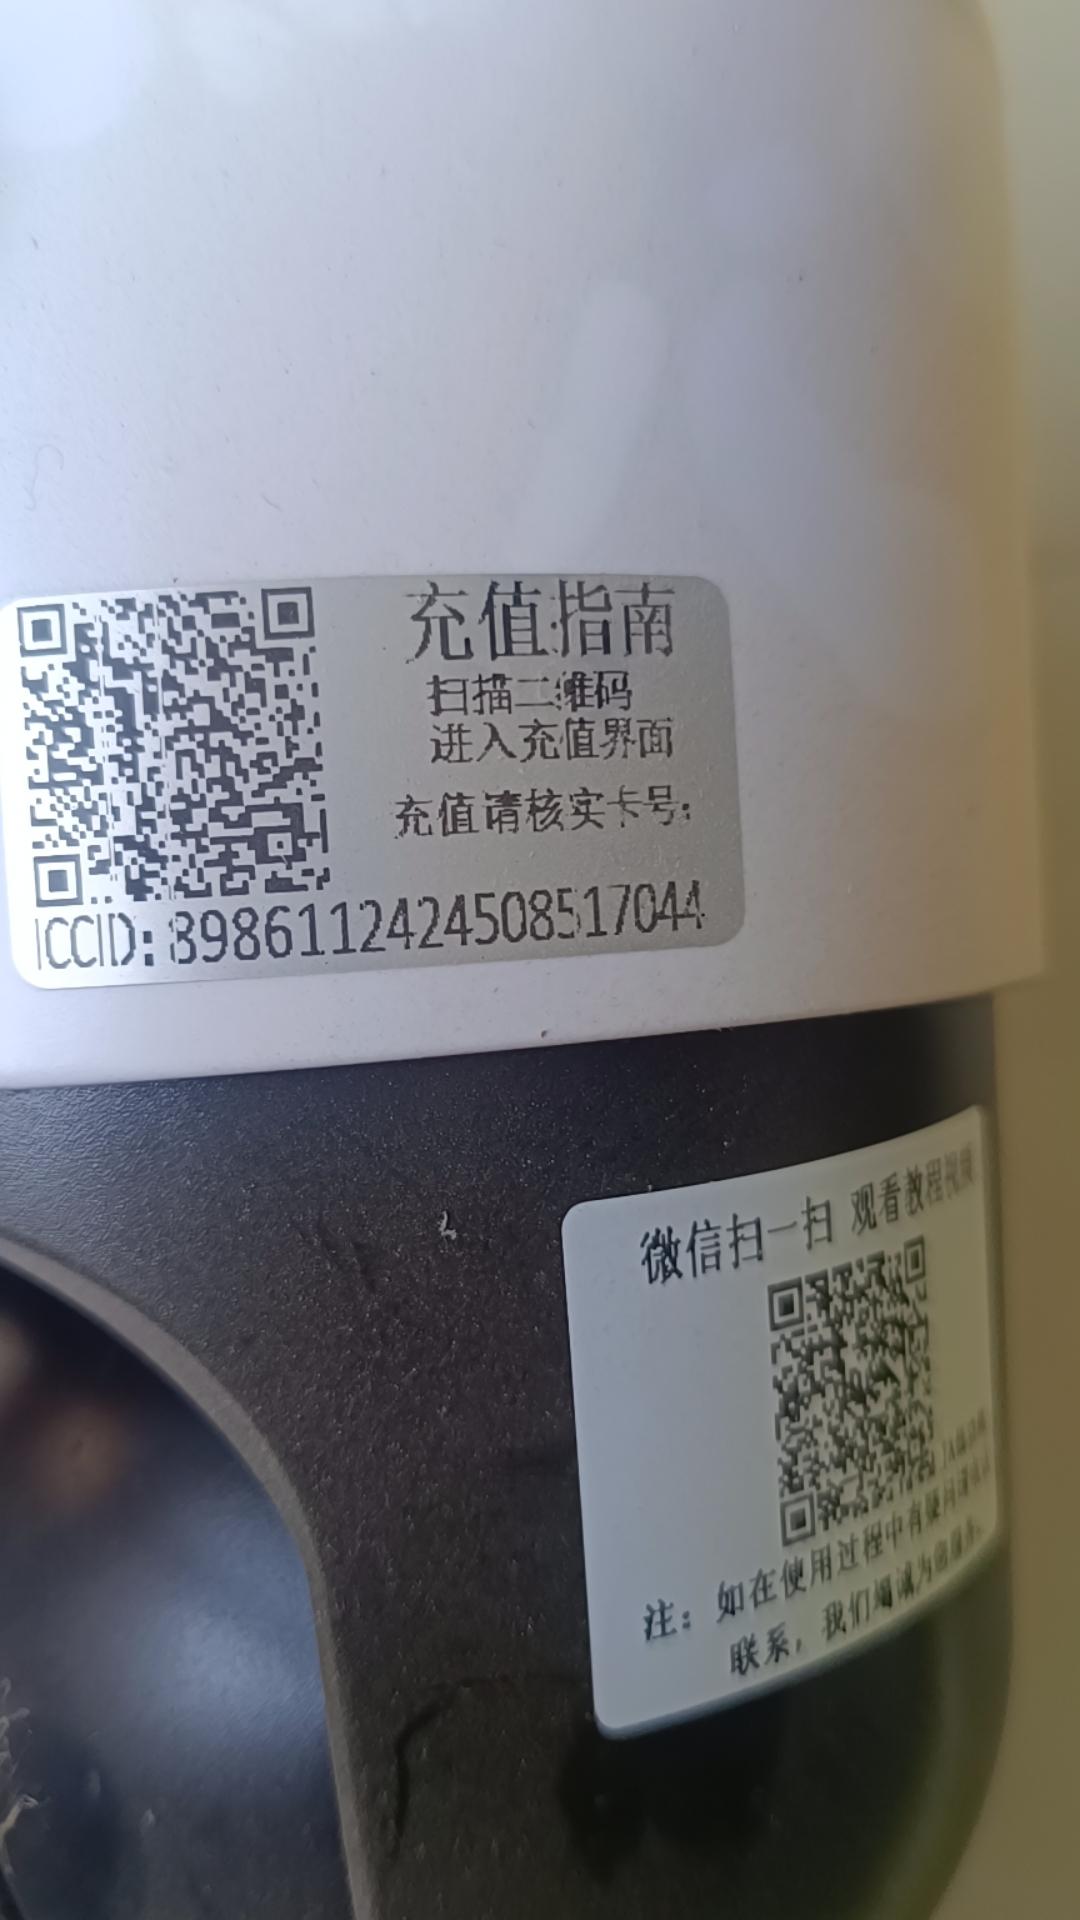 充值指南
扫描二维码
进入充值界面
充值请核实卡号:
ICCID: 8986112424508517044
微信扫一扫 观看教程视频
注: 如在使用过程中有疑问请
联系, 我们竭诚为您服务